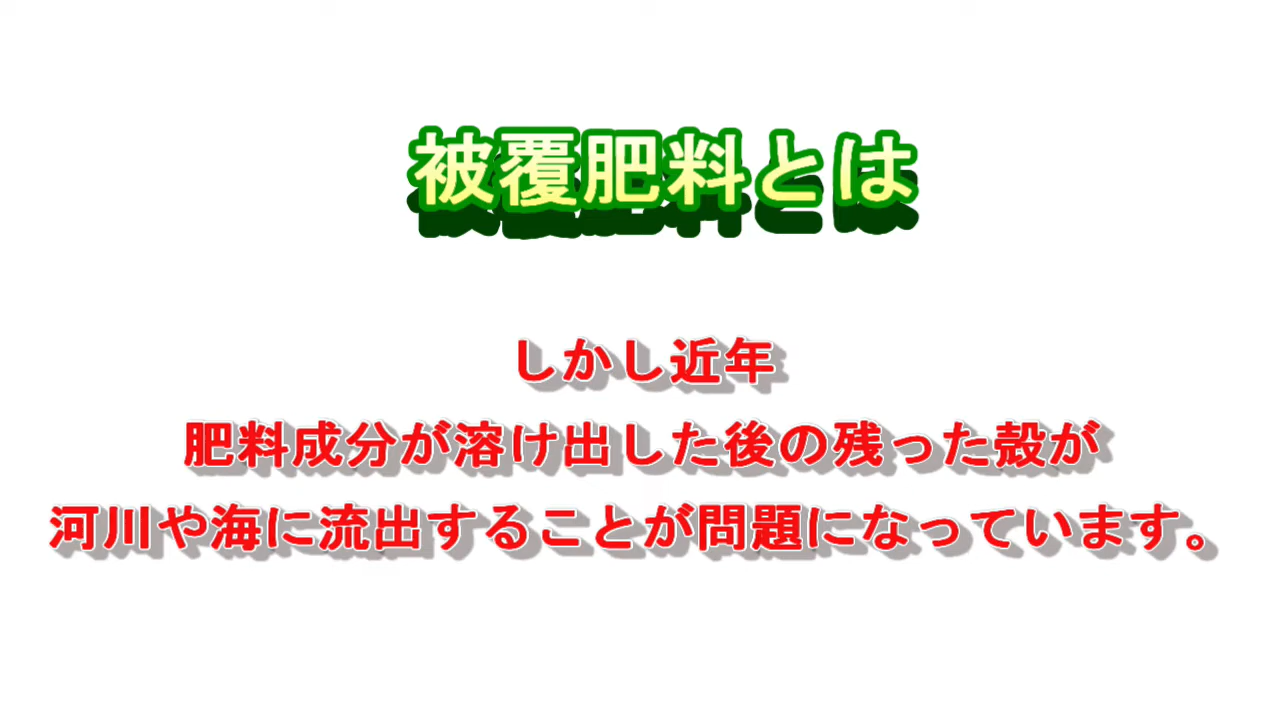 被覆肥料とは
しかし近年
肥料成分が溶け出した後の残った殻が
河川や海に流出することが問題になっています。